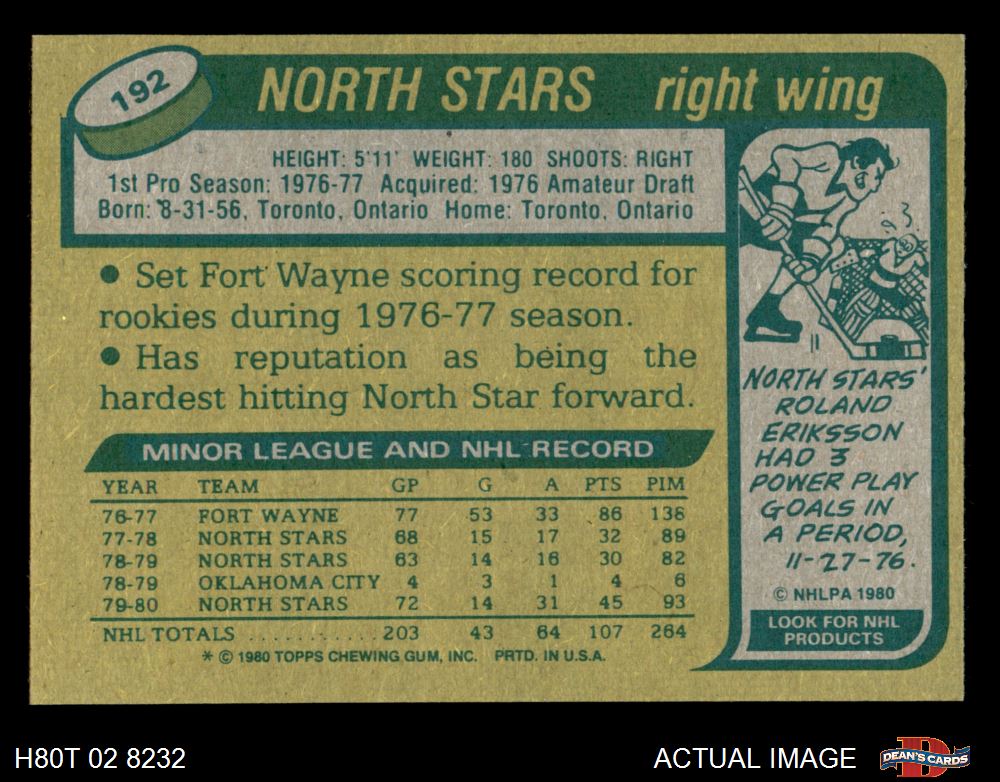 192
NORTH STARS right wing
HEIGHT: 5'11" WEIGHT: 180 SHOOTS: RIGHT
1st Pro Season: 1976-77 Acquired: 1976 Amateur Draft
Born: 8-31-56, Toronto, Ontario Home: Toronto, Ontario
● Set Fort Wayne scoring record for
rookies during 1976-77 season.
● Has reputation as being the
hardest hitting North Star forward.
MINOR LEAGUE AND NHL RECORD
YEAR TEAM GP G A PTS PIM
76-77 FORT WAYNE 77 53 33 86 136
77-78 NORTH STARS 68 15 17 32 89
78-79 NORTH STARS 63 14 16 30 82
78-79 OKLAHOMA CITY 4 3 1 4 6
79-80 NORTH STARS 72 14 31 45 93
NHL TOTALS ............ 203 43 64 107 264
* © 1980 TOPPS CHEWING GUM, INC. PRTD. IN U.S.A.
NORTH STARS'
ROLAND
ERIKSSON
HAD 3
POWER PLAY
GOALS IN
A PERIOD,
11-27-76.
© NHLPA 1980
LOOK FOR NHL
PRODUCTS
H80T 02 8232
ACTUAL IMAGE
DEAN'S CARDS